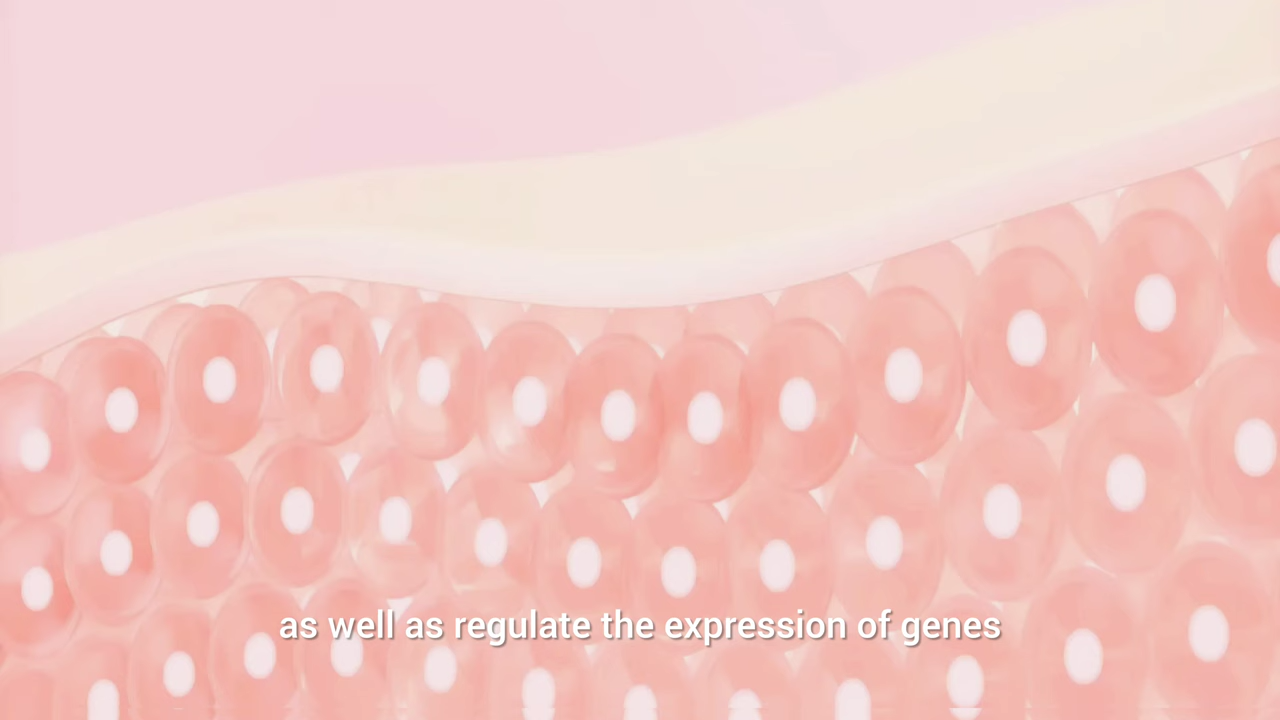 as well as regulate the expression of genes